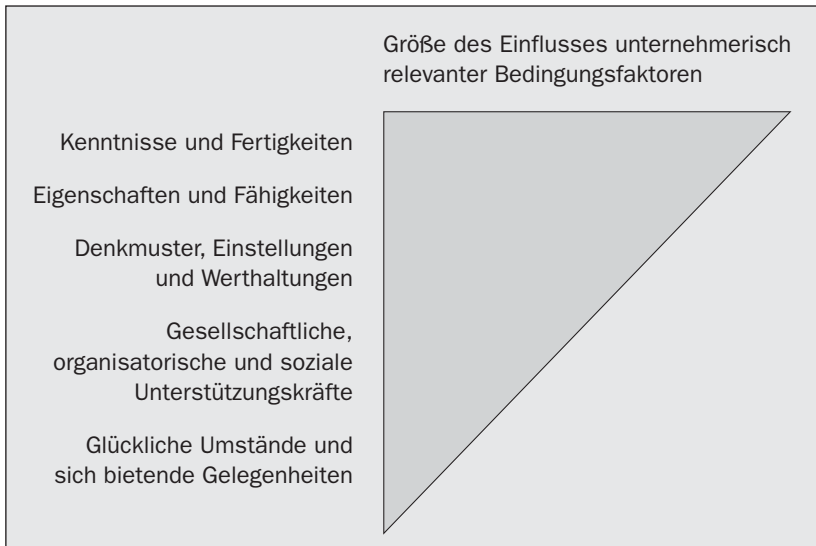 Größe des Einflusses unternehmerisch
relevanter Bedingungsfaktoren
Kenntnisse und Fertigkeiten
Eigenschaften und Fähigkeiten
Denkmuster, Einstellungen
und Werthaltungen
Gesellschaftliche,
organisatorische und soziale
Unterstützungskräfte
Glückliche Umstände und
sich bietende Gelegenheiten